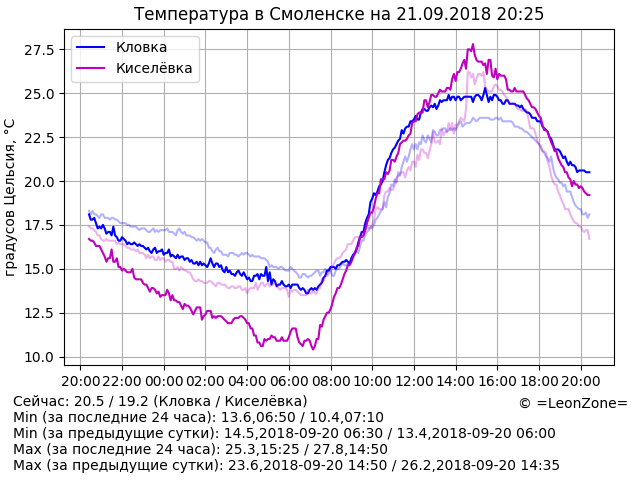 Температура в Смоленске на 21.09.2018 20:25
Кловка
Киселёвка
градусов Цельсия, °C
27.5
25.0
22.5
20.0
17.5
15.0
12.5
10.0
20:00 22:00 00:00 02:00 04:00 06:00 08:00 10:00 12:00 14:00 16:00 18:00 20:00
Сейчас: 20.5 / 19.2 (Кловка / Киселёвка)
© =LeonZone=
Min (за последние 24 часа): 13.6,06:50 / 10.4,07:10
Min (за предыдущие сутки): 14.5,2018-09-20 06:30 / 13.4,2018-09-20 06:00
Max (за последние 24 часа): 25.3,15:25 / 27.8,14:50
Max (за предыдущие сутки): 23.6,2018-09-20 14:50 / 26.2,2018-09-20 14:35